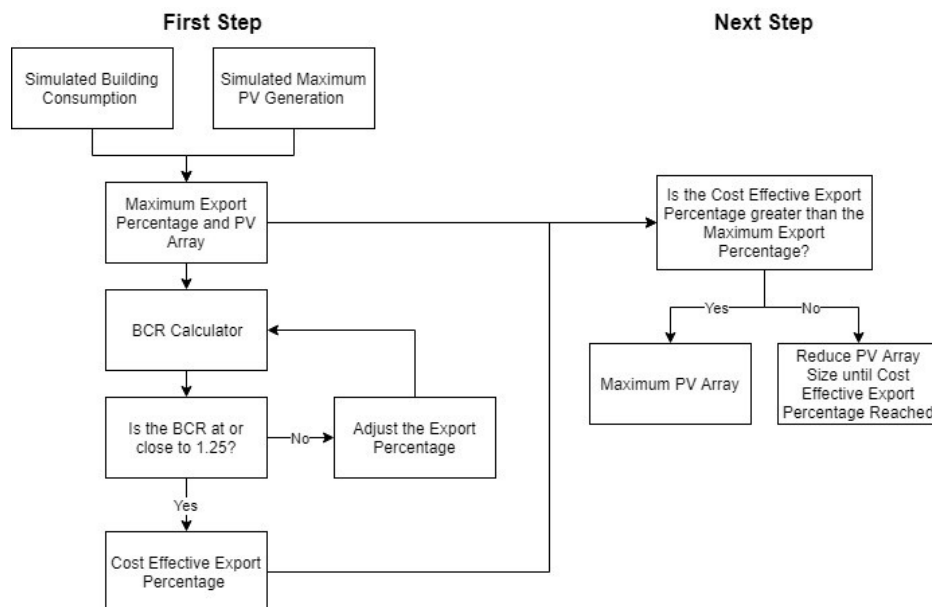 First Step
Next Step
Simulated Building
Consumption
Simulated Maximum
PV Generation
Maximum Export
Percentage and PV
Array
Is the Cost Effective Export
Percentage greater than the
Maximum Export
Percentage?
BCR Calculator
Yes
No
Maximum PV Array
Reduce PV Array
Size until Cost
Effective Export
Percentage Reached
Is the BCR at or
close to 1.25?
No
Adjust the Export
Percentage
Yes
Cost Effective Export
Percentage